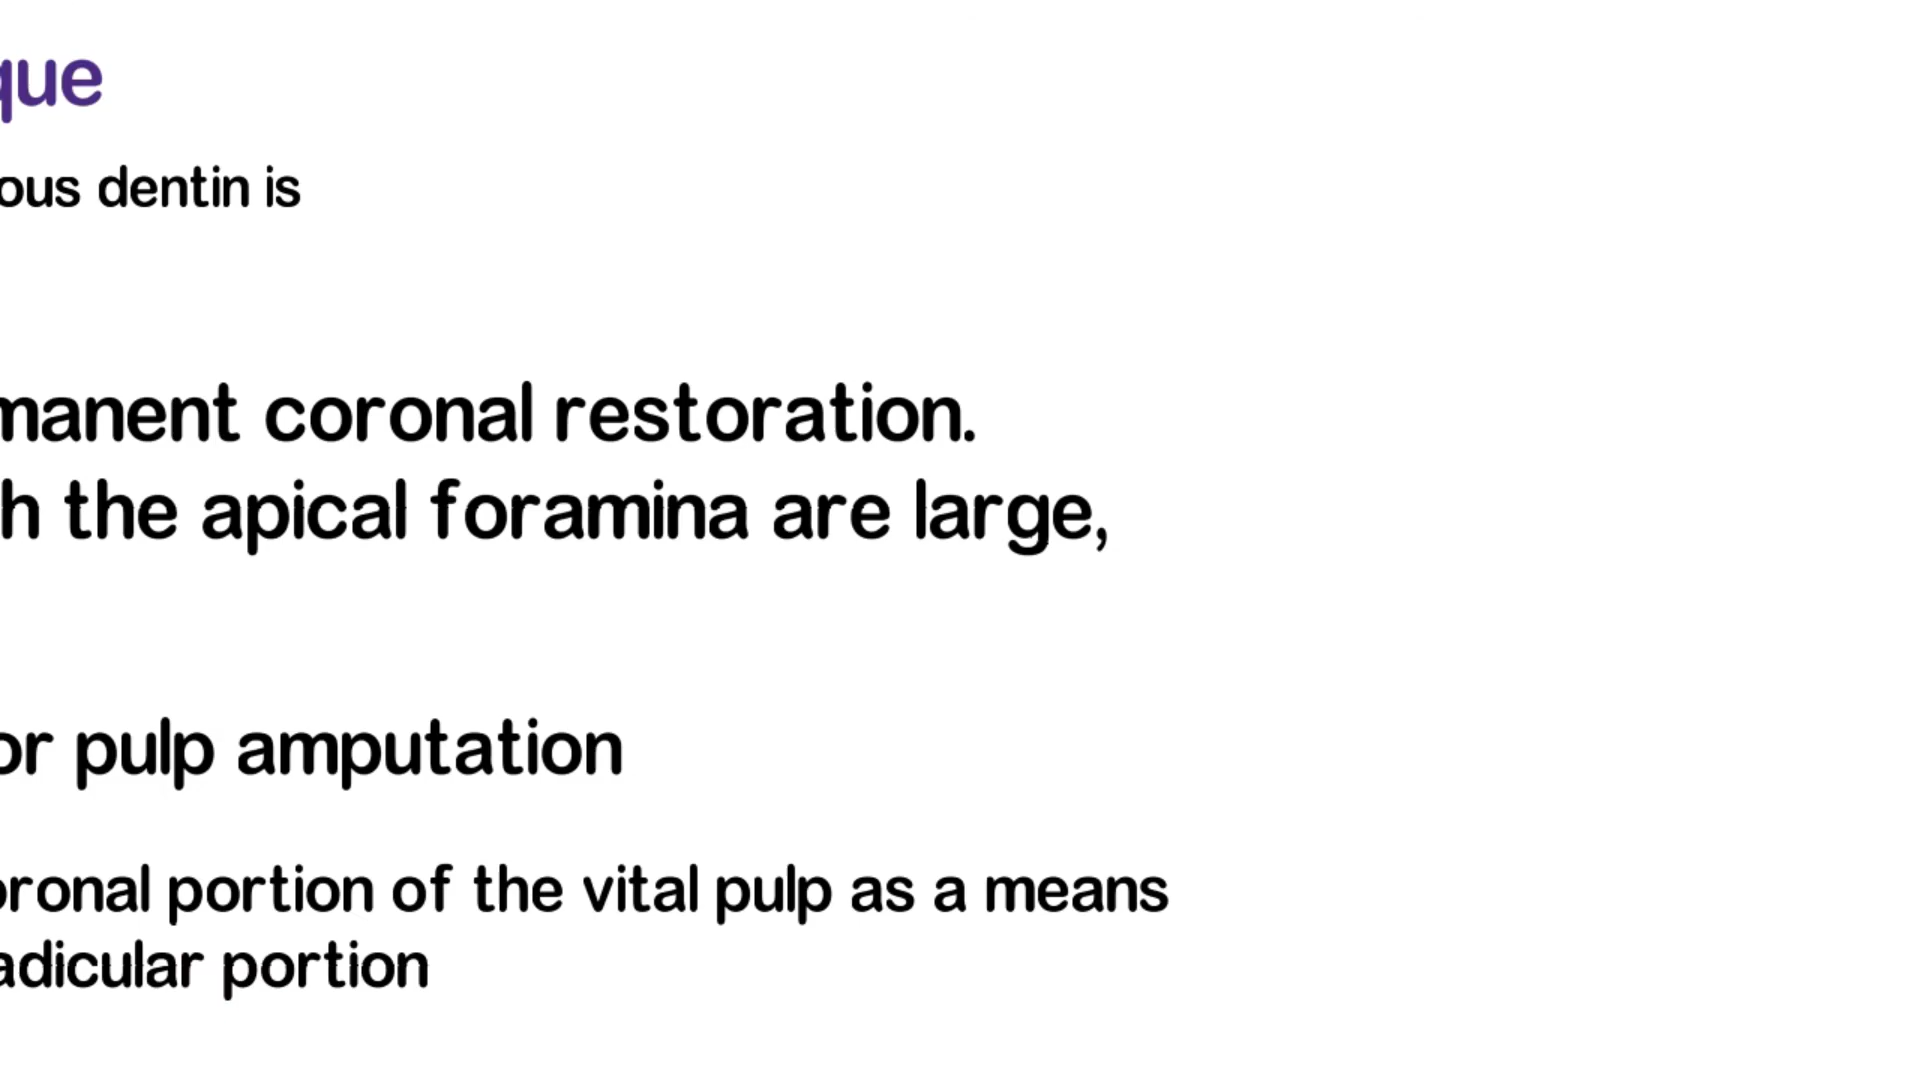 que
ous dentin is
manent coronal restoration.
h the apical foramina are large,
or pulp amputation
oronal portion of the vital pulp as a means
adicular portion